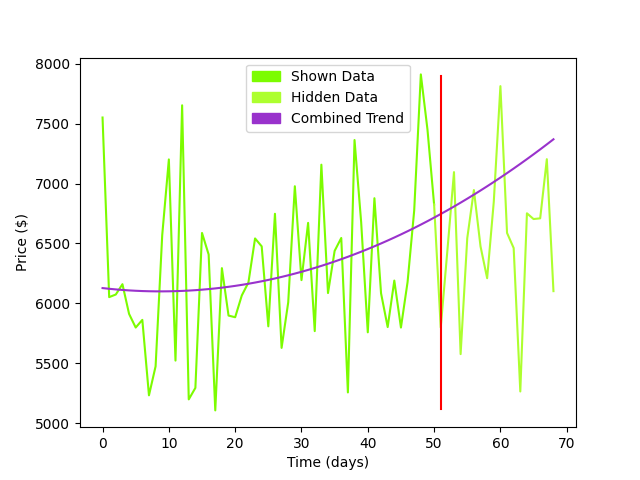 8000
7500
7000
6500
6000
5500
5000
Price ($)
Shown Data
Hidden Data
Combined Trend
0 10 20 30 40 50 60 70
Time (days)